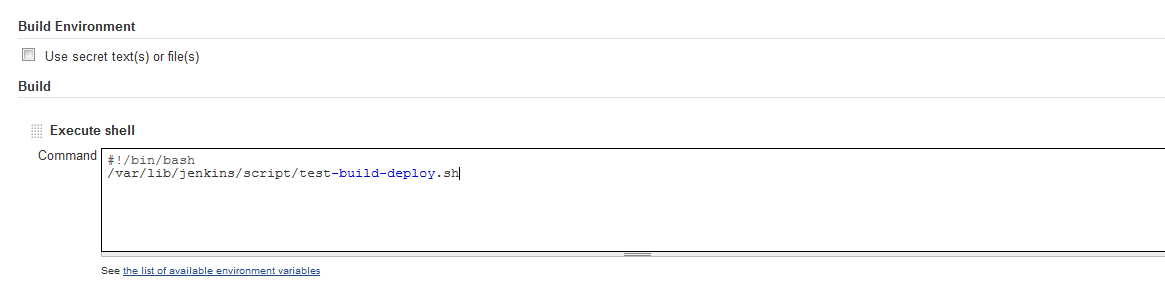 Build Environment
Use secret text(s) or file(s)
Build
Execute shell
Command
#!/bin/bash
/var/lib/jenkins/script/test-build-deploy.sh
See the list of available environment variables